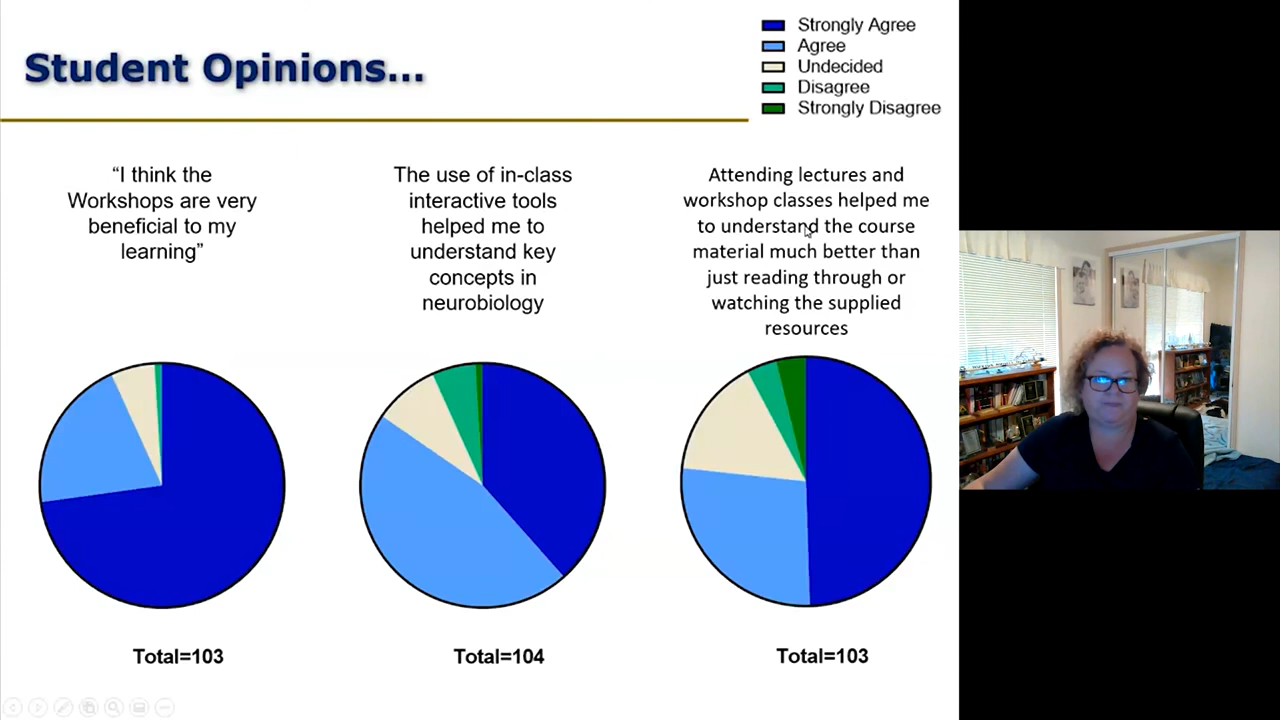 Student Opinions...
Strongly Agree
Agree
Undecided
Disagree
Strongly Disagree
“I think the
Workshops are very
beneficial to my
learning”
The use of in-class
interactive tools
helped me to
understand key
concepts in
neurobiology
Attending lectures and
workshop classes helped me
to understand the course
material much better than
just reading through or
watching the supplied
resources
Total=103
Total=104
Total=103